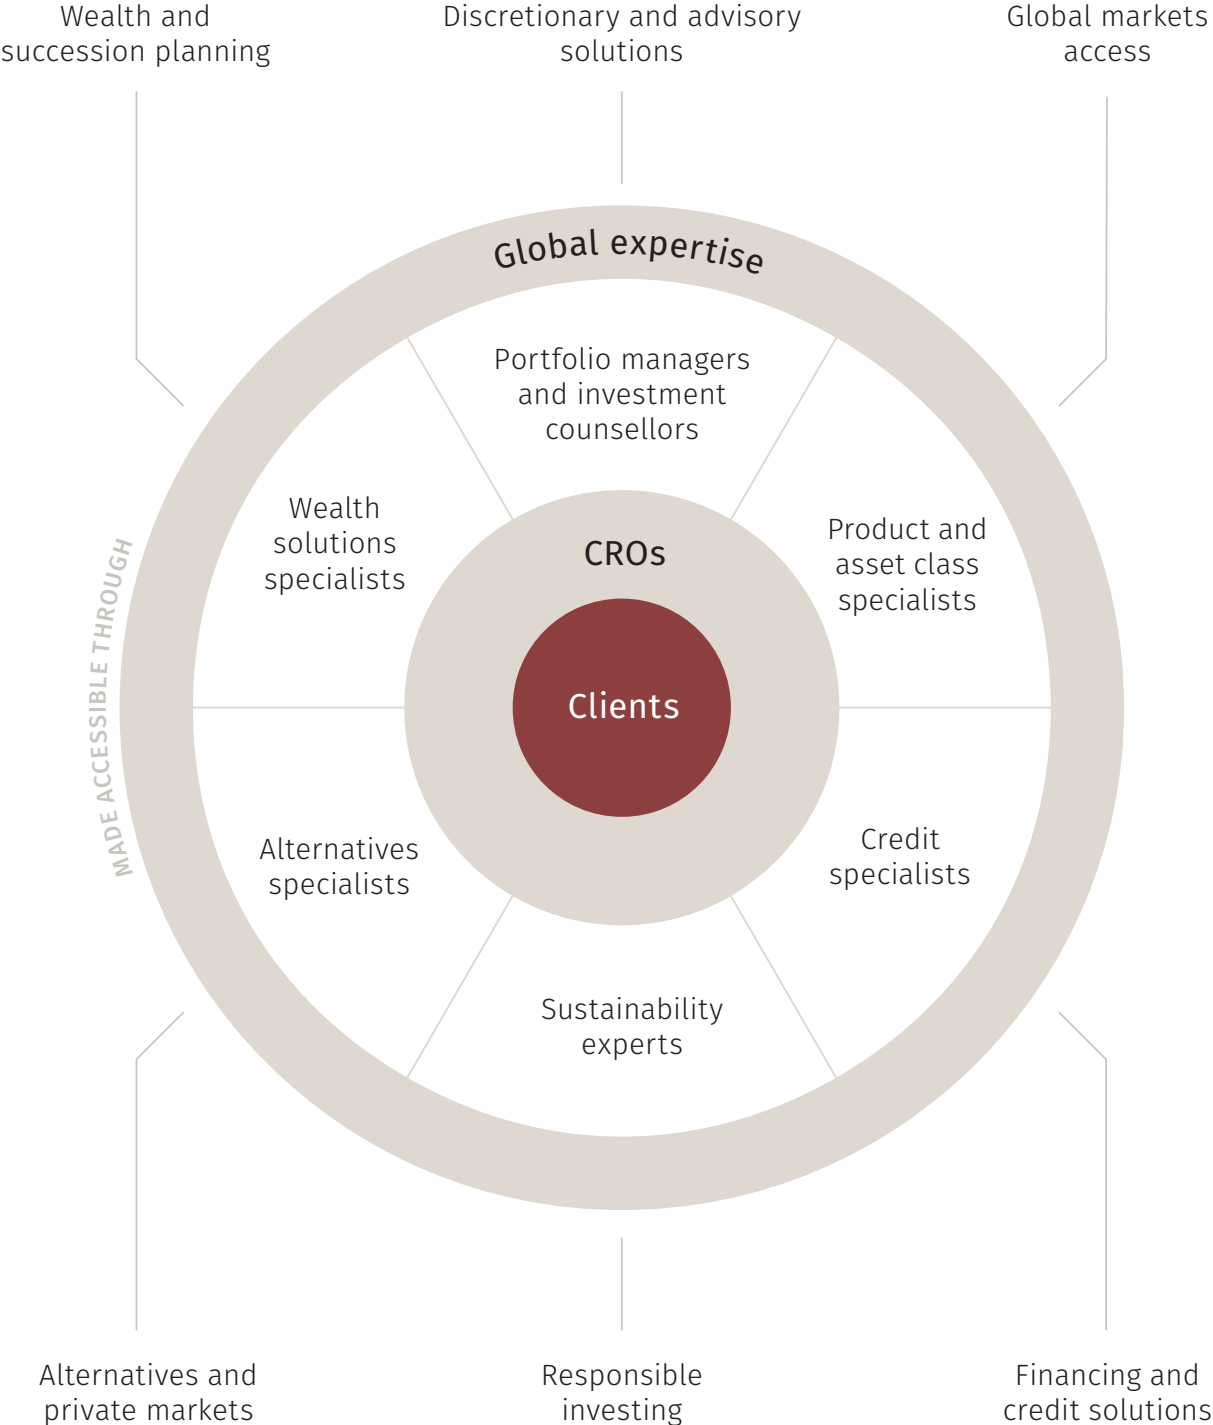 Wealth and
succession planning
Discretionary and advisory
solutions
Global markets
access
Global expertise
Portfolio managers
and investment
counsellors
Wealth
solutions
specialists
CROs
Product and
asset class
specialists
MADE ACCESSIBLE THROUGH
Clients
Alternatives
specialists
Credit
specialists
Sustainability
experts
Alternatives and
private markets
Responsible
investing
Financing and
credit solutions